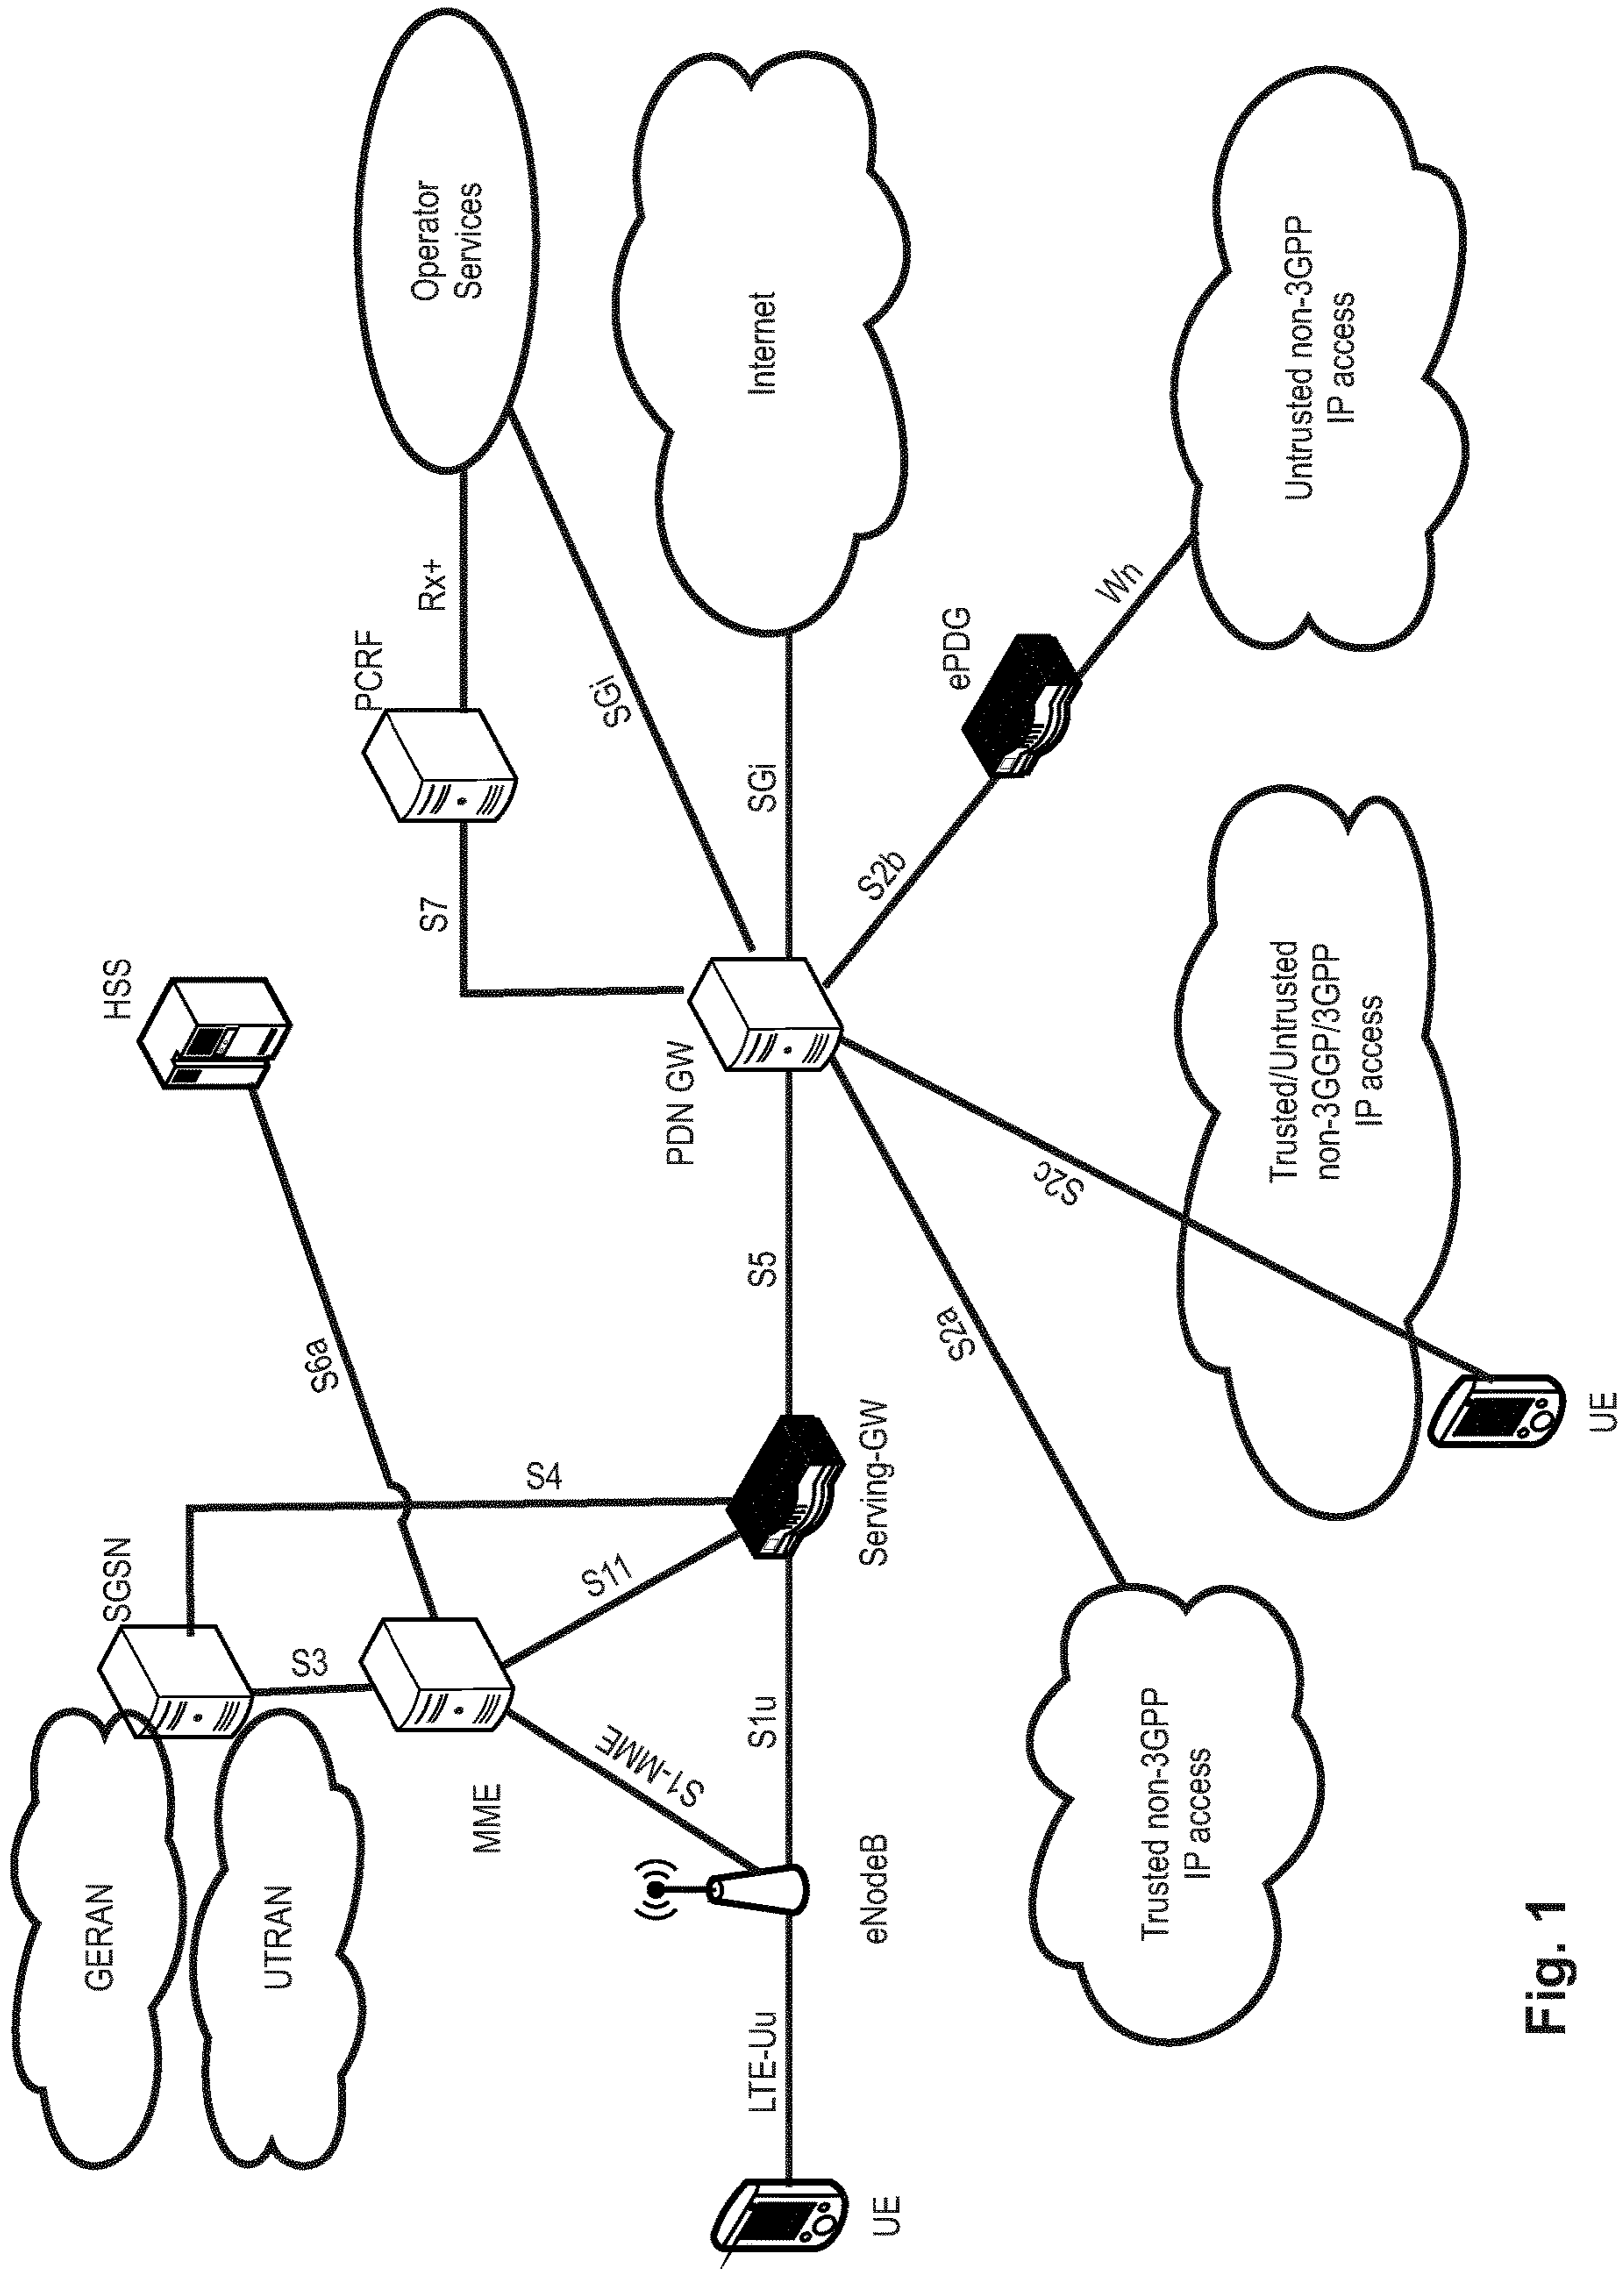 GERAN
UTRAN
SGSN
HSS
S3
S6a
S4
MME
S11
S1-MME
S7
PCRF
Rx+
Operator
Services
SGi
UE
LTE-Uu
eNodeB
S1u
Serving-GW
S5
PDN GW
SGi
Internet
S2a
S2c
S2b
ePDG
Wn
Trusted non-3GPP
IP access
Trusted/Untrusted
non-3GGP/3GPP
IP access
Untrusted non-3GPP
IP access
UE
Fig. 1